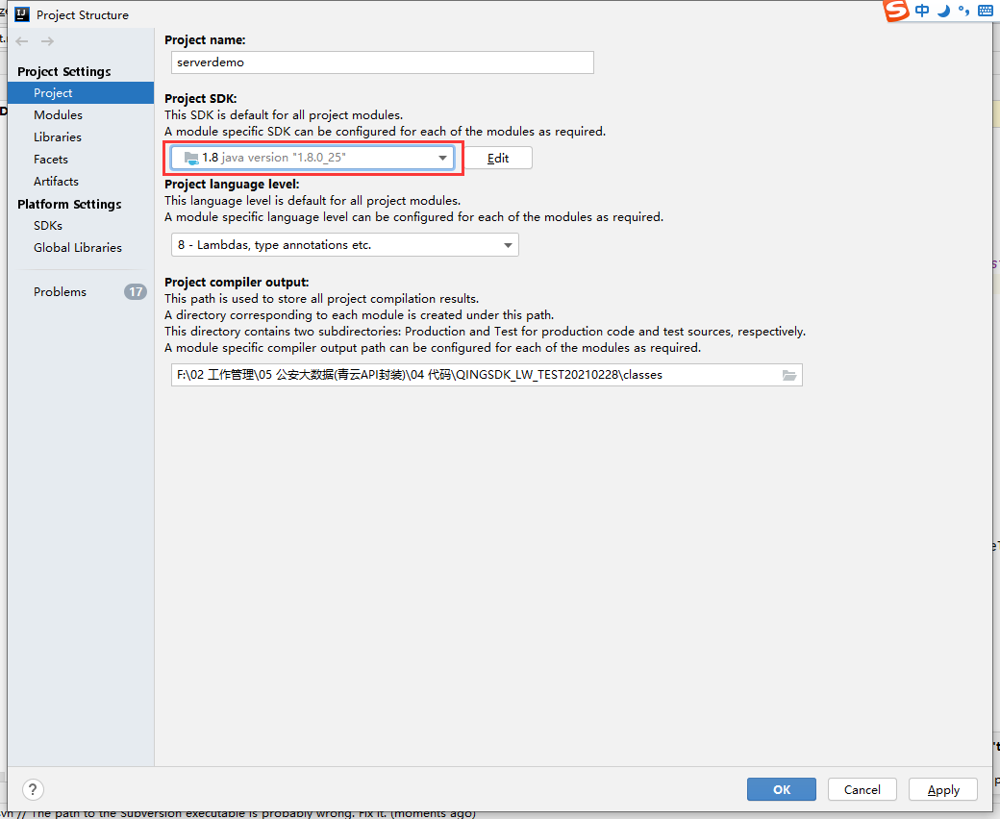 Project Structure
中
Project Settings
Project
Modules
Libraries
Facets
Artifacts
Platform Settings
SDKs
Global Libraries
Problems 17
Project name:
serverdemo
Project SDK:
This SDK is default for all project modules.
A module specific SDK can be configured for each of the modules as required.
1.8 java version "1.8.0_25"
Edit
Project language level:
This language level is default for all project modules.
A module specific language level can be configured for each of the modules as required.
8 - Lambdas, type annotations etc.
Project compiler output:
This path is used to store all project compilation results.
A directory corresponding to each module is created under this path.
This directory contains two subdirectories: Production and Test for production code and test sources, respectively.
A module specific compiler output path can be configured for each of the modules as required.
F:\02 工作管理\05 公安大数据(青云API封装)\04 代码\QINGSDK_LW_TEST20210228\classes
?
OK
Cancel
Apply
vn // The path to the Subversion executable is probably wrong. Fix it. (moments ago)